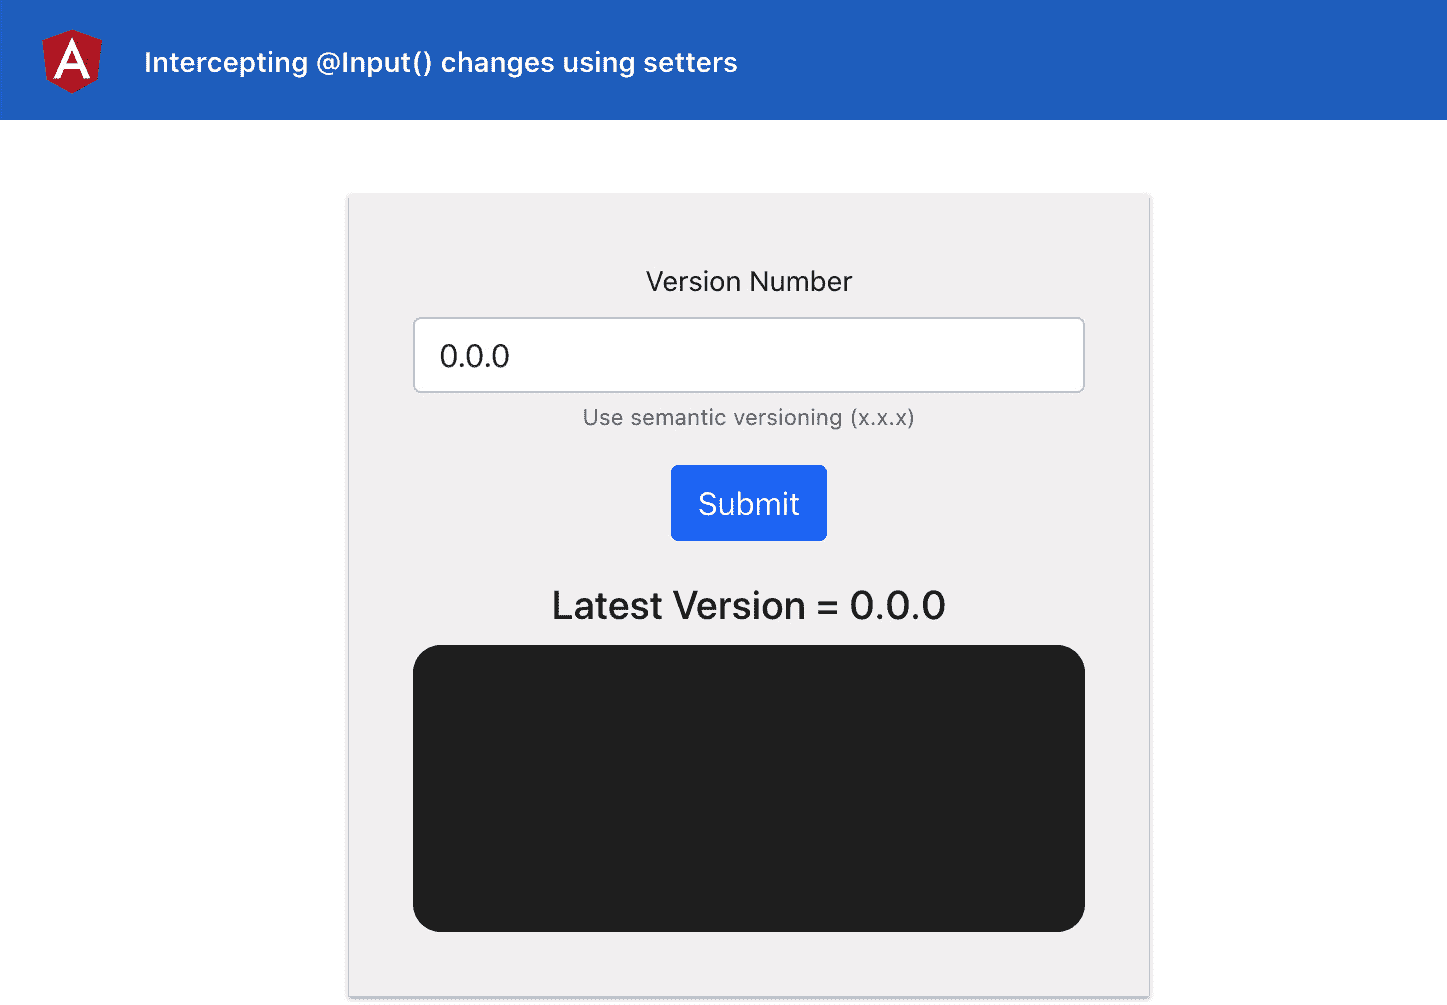 Intercepting @Input() changes using setters
Version Number
0.0.0
Use semantic versioning (x.x.x)
Submit
Latest Version = 0.0.0